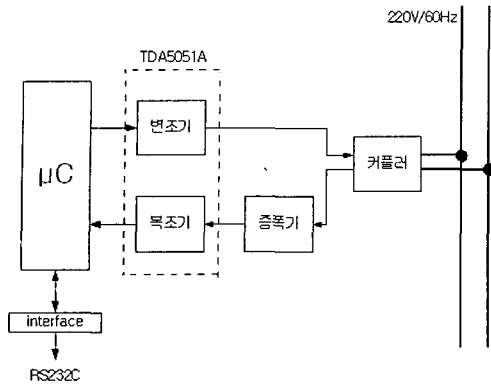 220V/60Hz
TDA5051A
변조기
μC
커플러
복조기
증폭기
interface
RS232C